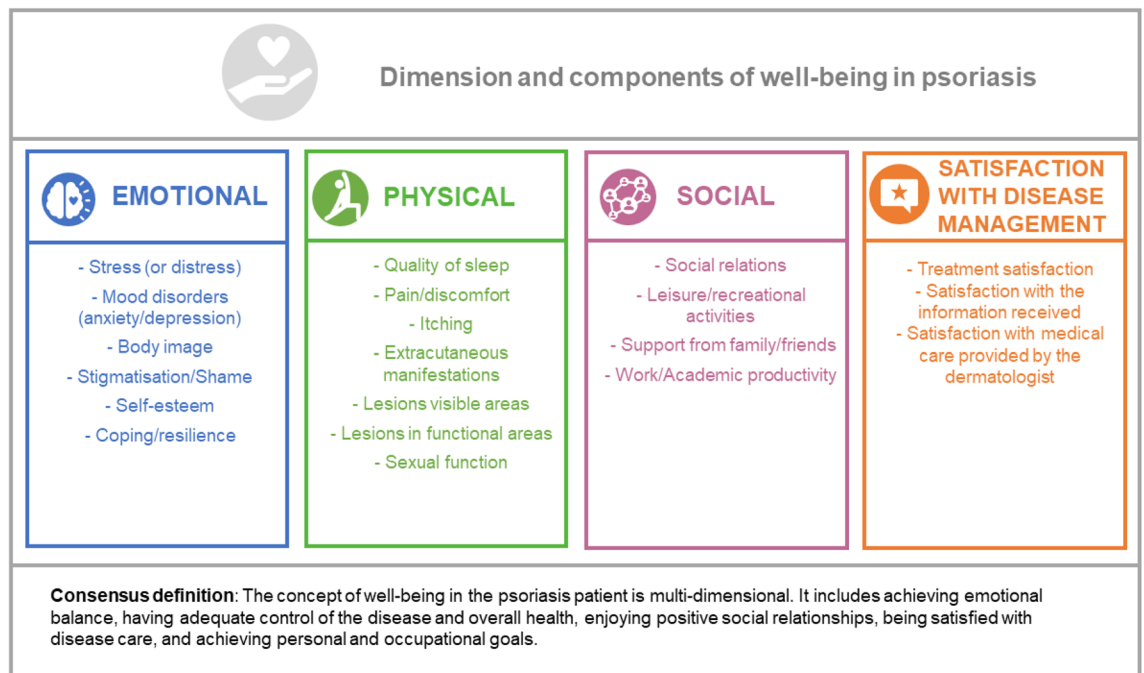 Dimension and components of well-being in psoriasis
EMOTIONAL
- Stress (or distress)
- Mood disorders
(anxiety/depression)
- Body image
- Stigmatisation/Shame
- Self-esteem
- Coping/resilience
PHYSICAL
- Quality of sleep
- Pain/discomfort
- Itching
- Extracutaneous
manifestations
- Lesions visible areas
- Lesions in functional areas
- Sexual function
SOCIAL
- Social relations
- Leisure/recreational
activities
- Support from family/friends
- Work/Academic productivity
SATISFACTION
WITH DISEASE
MANAGEMENT
- Treatment satisfaction
- Satisfaction with the
information received
- Satisfaction with medical
care provided by the
dermatologist
Consensus definition: The concept of well-being in the psoriasis patient is multi-dimensional. It includes achieving emotional
balance, having adequate control of the disease and overall health, enjoying positive social relationships, being satisfied with
disease care, and achieving personal and occupational goals.